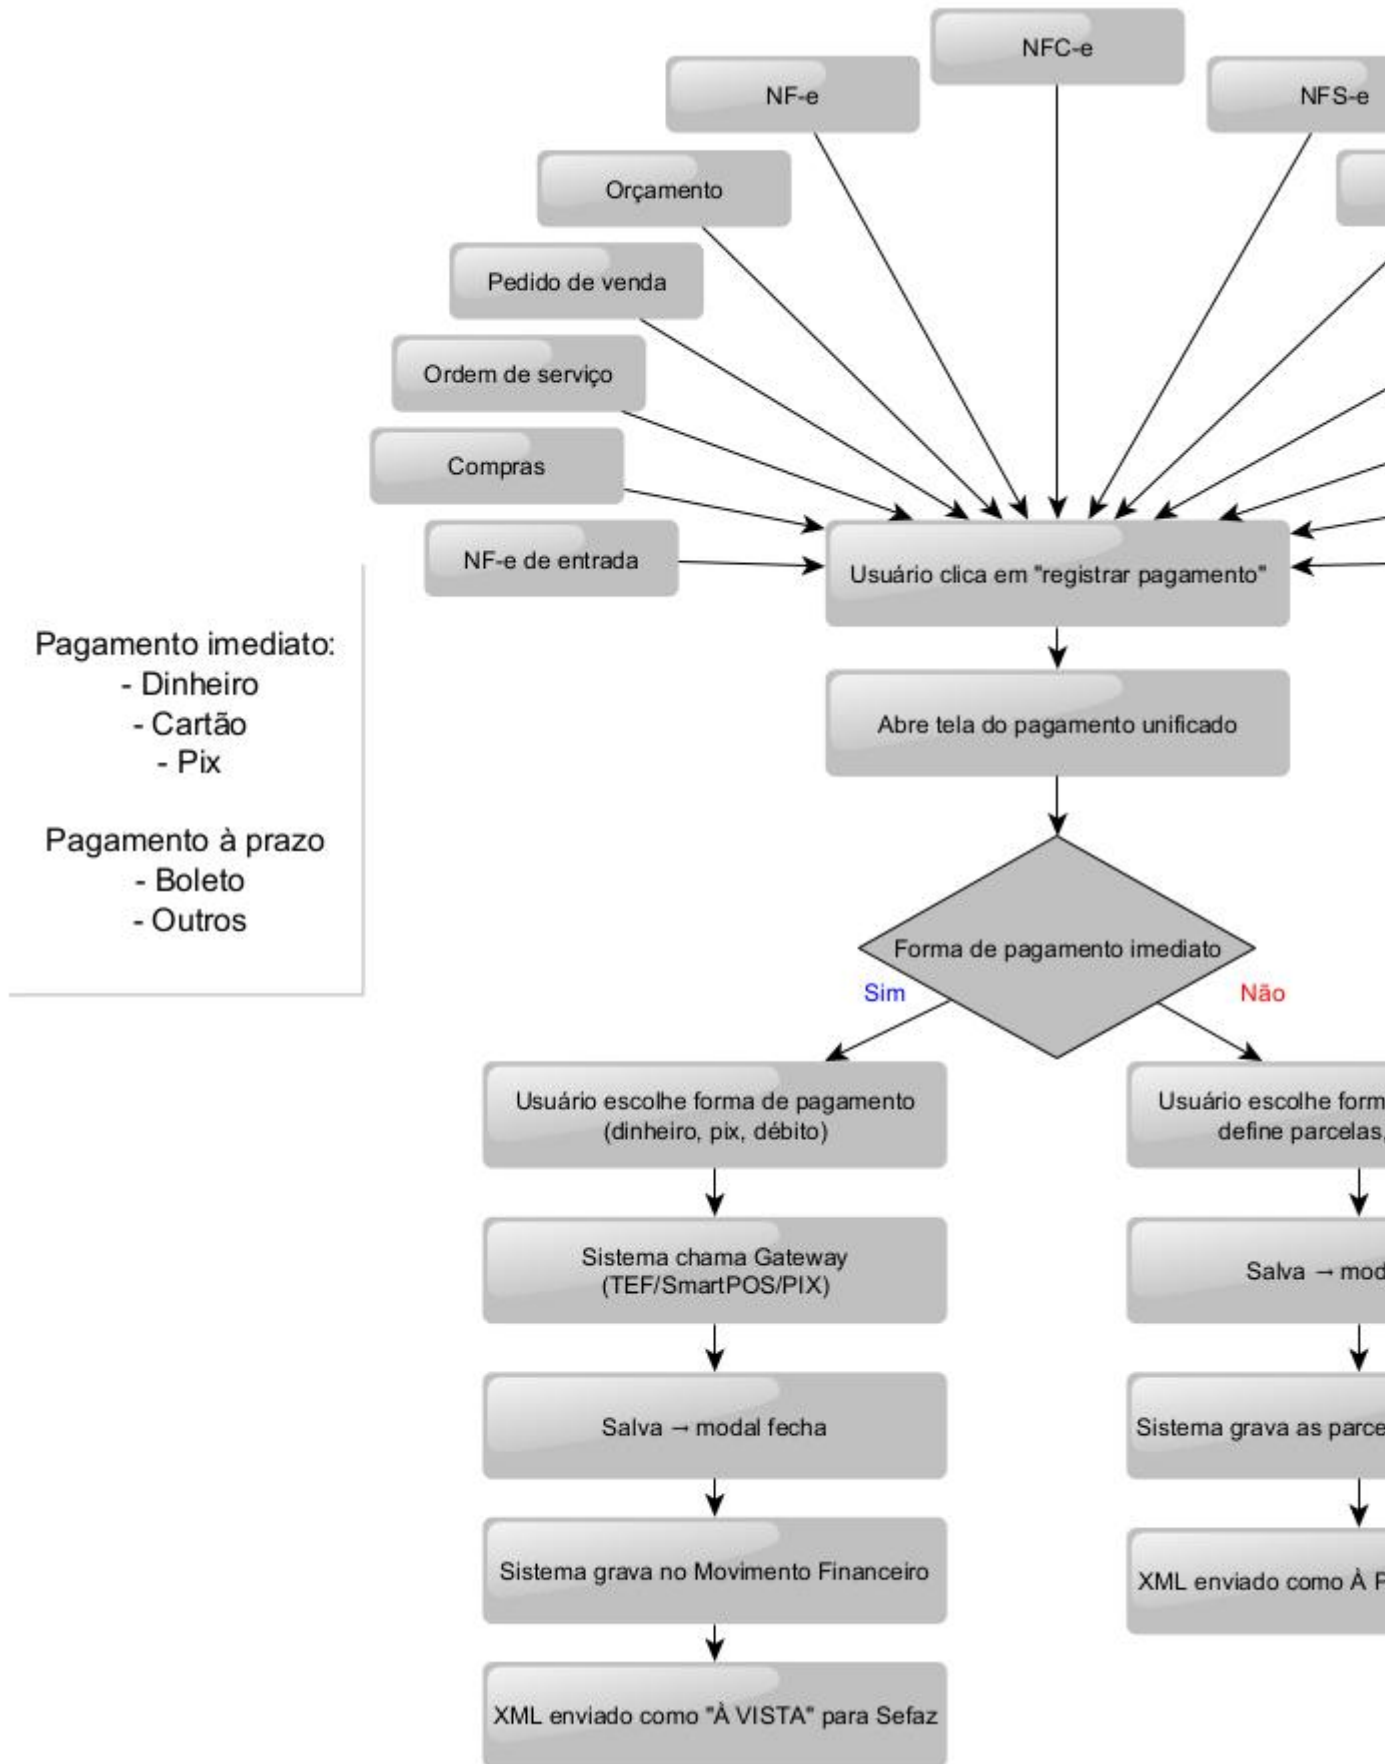 NFC-e
NF-e
NFS-e
Orçamento
Pedido de venda
Ordem de serviço
Compras
NF-e de entrada
Usuário clica em "registrar pagamento"
Pagamento imediato:
- Dinheiro
- Cartão
- Pix
Pagamento à prazo
- Boleto
- Outros
Abre tela do pagamento unificado
Forma de pagamento imediato
Sim
Não
Usuário escolhe forma de pagamento
(dinheiro, pix, débito)
Usuário escolhe form
define parcelas,
Sistema chama Gateway
(TEF/SmartPOS/PIX)
Salva → mod
Salva → modal fecha
Sistema grava as parce
Sistema grava no Movimento Financeiro
XML enviado como À P
XML enviado como "À VISTA" para Sefaz